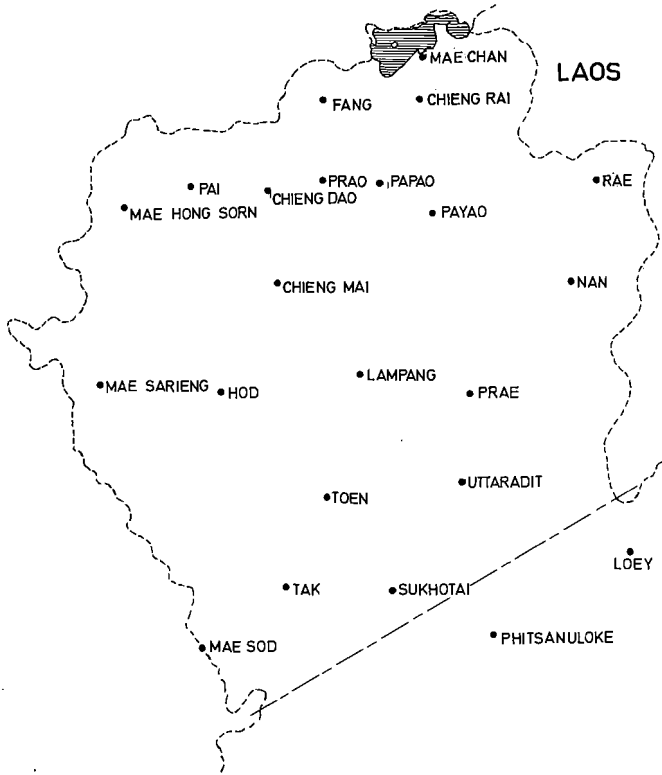 MAE CHAN
LAOS
FANG
CHIENG RAI
PAI
CHIENG DAO
PRAO
PAPAO
RAE
MAE HONG SORN
PAYAO
CHIENG MAI
NAN
MAE SARIENG
HOD
LAMPANG
PRAE
TOEN
UTTARADIT
LOEY
TAK
SUKHOTAI
MAE SOD
PHITSANULOKE